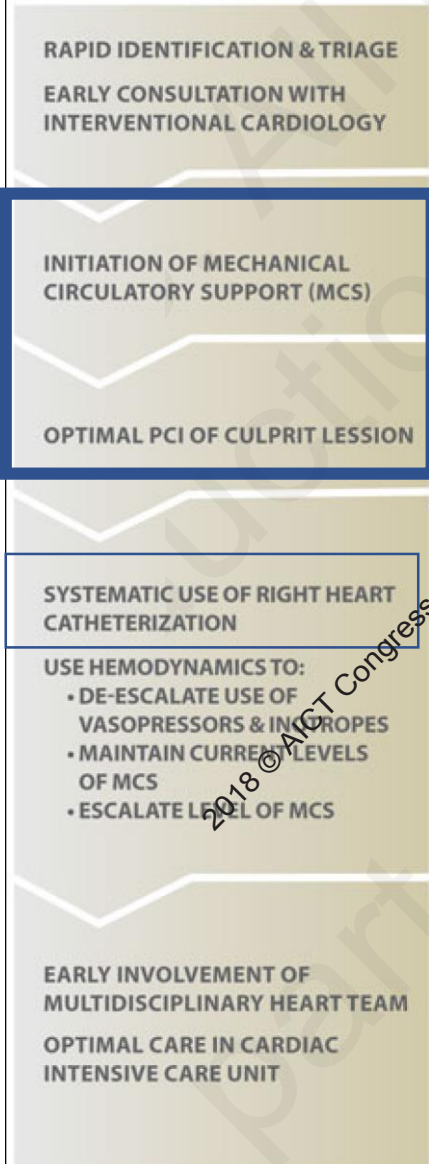 RAPID IDENTIFICATION & TRIAGE
EARLY CONSULTATION WITH
INTERVENTIONAL CARDIOLOGY
INITIATION OF MECHANICAL
CIRCULATORY SUPPORT (MCS)
OPTIMAL PCI OF CULPRIT LESSION
SYSTEMATIC USE OF RIGHT HEART
CATHETERIZATION
USE HEMODYNAMICS TO:
• DE-ESCALATE USE OF
VASOPRESSORS & INOTROPES
• MAINTAIN CURRENT LEVELS
OF MCS
• ESCALATE LEVEL OF MCS
2018 © AICT Congress
EARLY INVOLVEMENT OF
MULTIDISCIPLINARY HEART TEAM
OPTIMAL CARE IN CARDIAC
INTENSIVE CARE UNIT